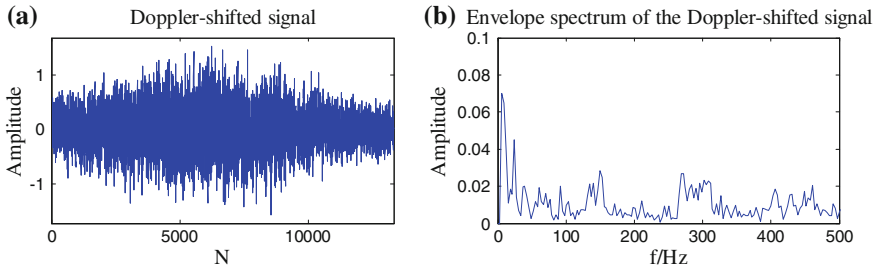 (a) Doppler-shifted signal
Amplitude
1
0
-1
0 5000 10000
N
(b) Envelope spectrum of the Doppler-shifted signal
Amplitude
0.1
0.08
0.06
0.04
0.02
0
0 100 200 300 400 500
f/Hz